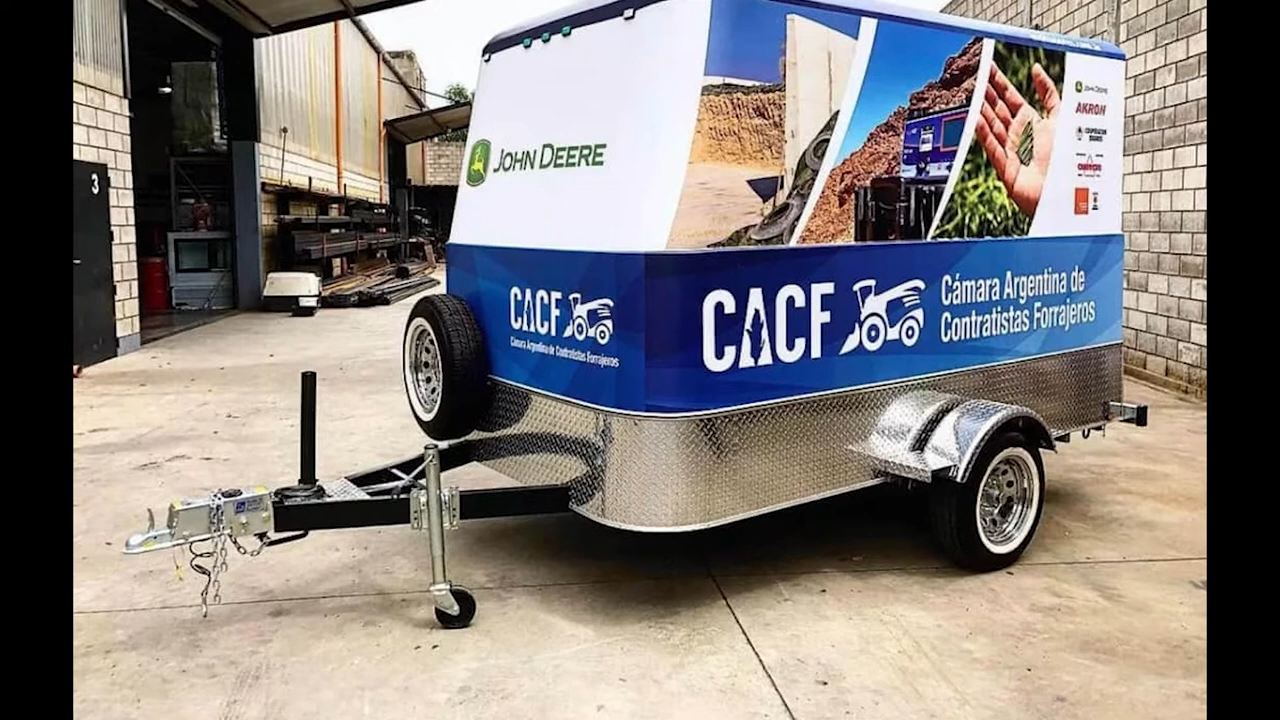 3
JOHN DEERE
CACF
Cámara Argentina de Contratistas Forrajeros
CACF
Cámara Argentina de
Contratistas Forrajeros
JOHN DEERE
AKRON